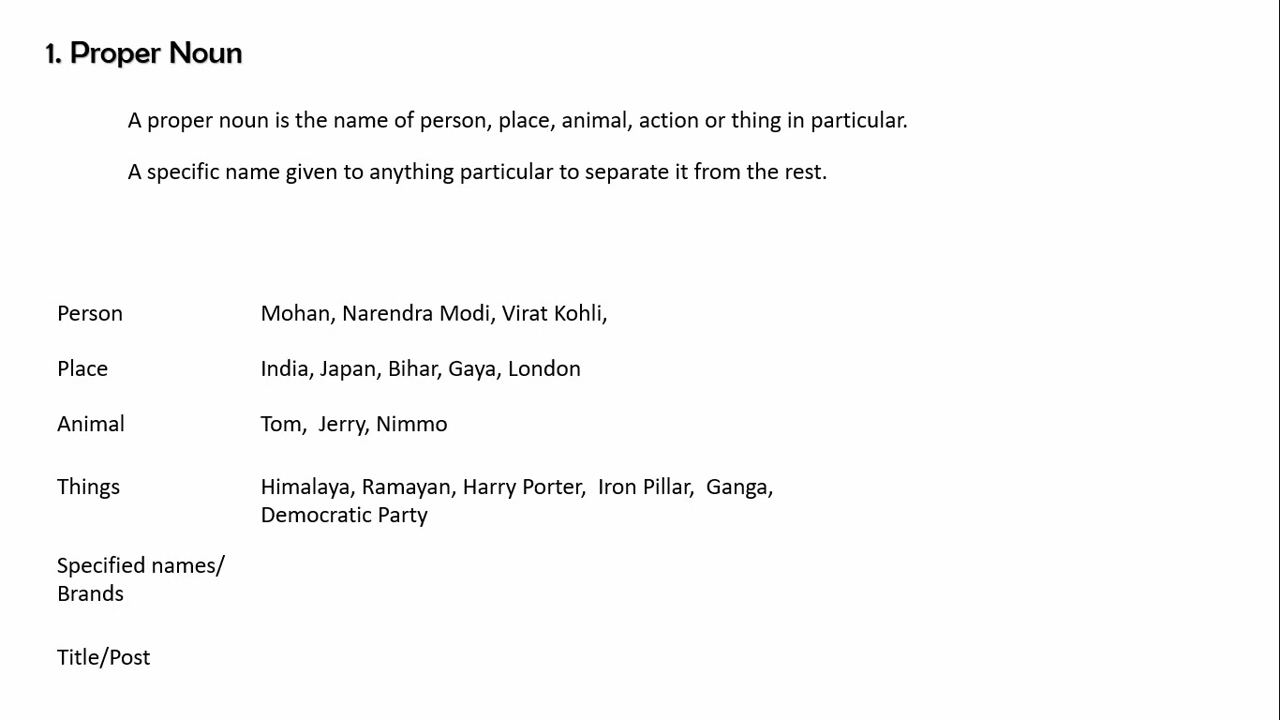 1. Proper Noun
A proper noun is the name of person, place, animal, action or thing in particular.
A specific name given to anything particular to separate it from the rest.
Person Mohan, Narendra Modi, Virat Kohli,
Place India, Japan, Bihar, Gaya, London
Animal Tom, Jerry, Nimmo
Things Himalaya, Ramayan, Harry Porter, Iron Pillar, Ganga,
Democratic Party
Specified names/
Brands
Title/Post